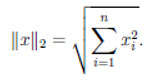 ‖x‖₂ = √(∑ᵢ₌₁ⁿ xᵢ²).